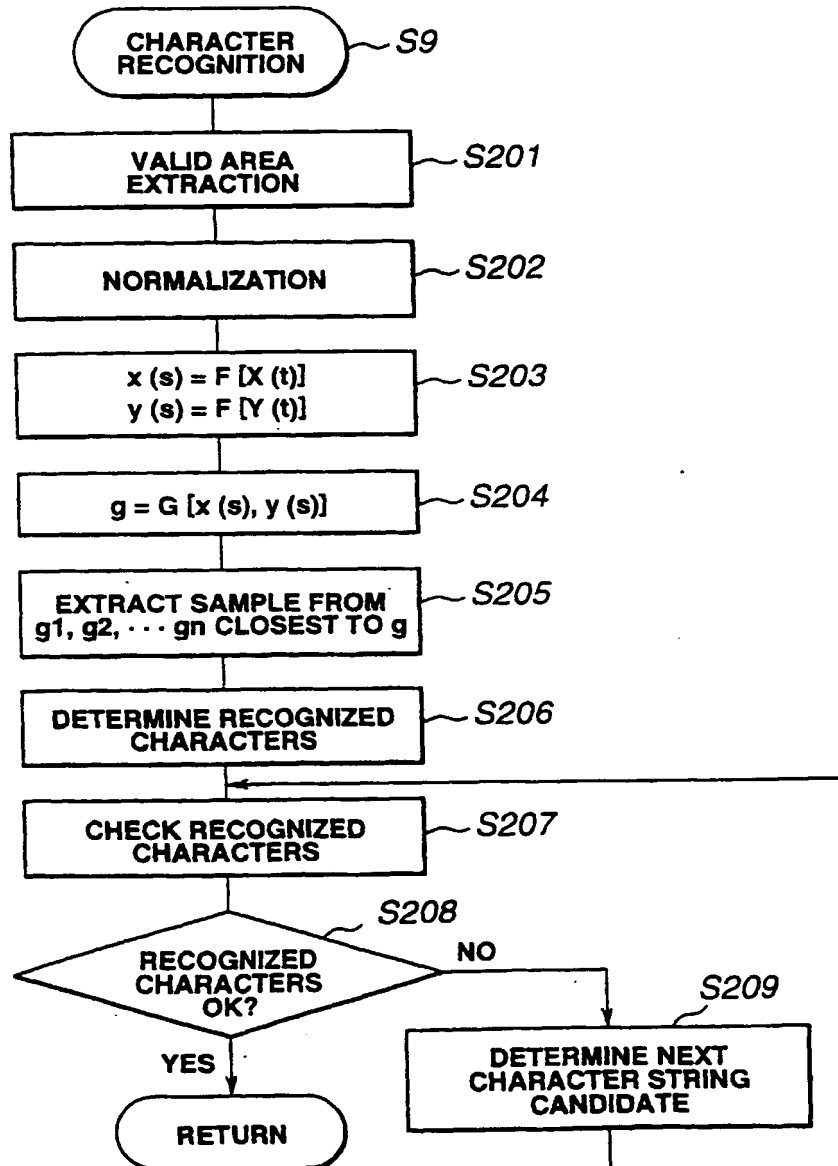 CHARACTER
RECOGNITION
S9
VALID AREA
EXTRACTION
S201
NORMALIZATION
S202
x (s) = F [X (t)]
y (s) = F [Y (t)]
S203
g = G [x (s), y (s)]
S204
EXTRACT SAMPLE FROM
g1, g2, · · · gn CLOSEST TO g
S205
DETERMINE RECOGNIZED
CHARACTERS
S206
CHECK RECOGNIZED
CHARACTERS
S207
RECOGNIZED
CHARACTERS
OK?
S208
NO
YES
DETERMINE NEXT
CHARACTER STRING
CANDIDATE
S209
RETURN